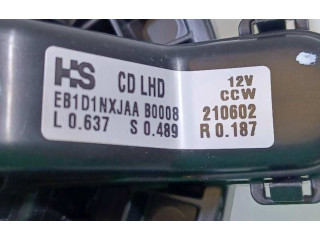 HS CD LHD 12V
CCW
EB1D1NXJAA B0008 210602
L 0.637 S 0.489 R 0.187